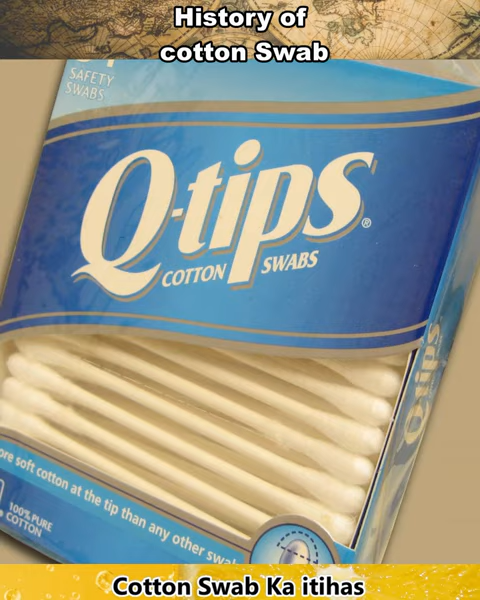 History of
cotton Swab
SAFETY
SWABS
Q-tips®
COTTON SWABS
Q-tips
ore soft cotton at the tip than any other swa
100% PURE
COTTON
Cotton Swab Ka itihas